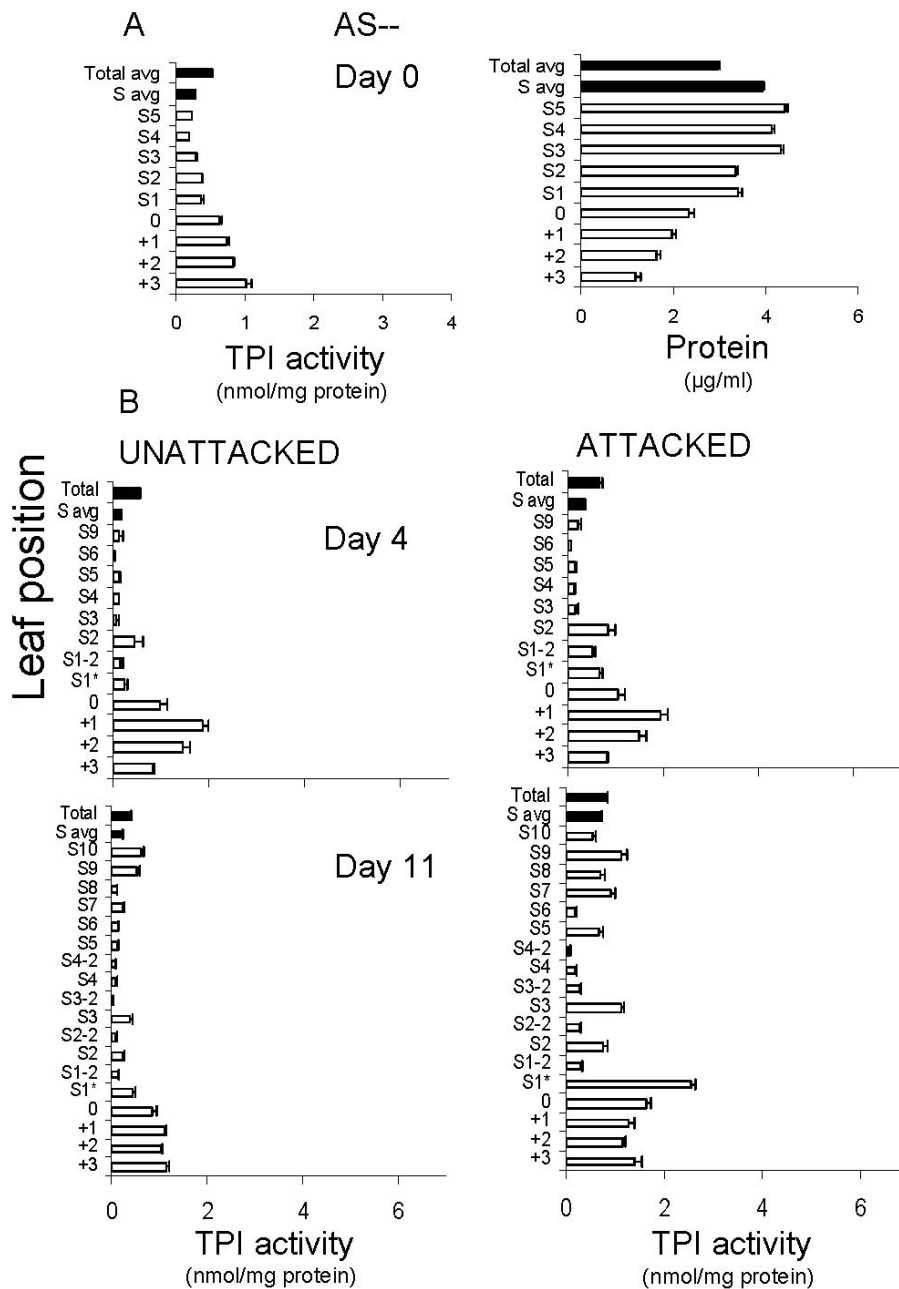 A
AS--
Day 0
Total avg
S avg
S5
S4
S3
S2
S1
0
+1
+2
+3
0 1 2 3 4
TPI activity
(nmol/mg protein)
Total avg
S avg
S5
S4
S3
S2
S1
0
+1
+2
+3
0 2 4 6
Protein
(µg/ml)
B
Leaf position
UNATTACKED
Day 4
Total
S avg
S9
S6
S5
S4
S3
S2
S1-2
S1*
0
+1
+2
+3
ATTACKED
Total
S avg
S9
S6
S5
S4
S3
S2
S1-2
S1*
0
+1
+2
+3
Day 11
Total
S avg
S10
S9
S8
S7
S6
S5
S4-2
S4
S3-2
S3
S2-2
S2
S1-2
S1*
0
+1
+2
+3
0 2 4 6
TPI activity
(nmol/mg protein)
Total
S avg
S10
S9
S8
S7
S6
S5
S4-2
S4
S3-2
S3
S2-2
S2
S1-2
S1*
0
+1
+2
+3
0 2 4 6
TPI activity
(nmol/mg protein)